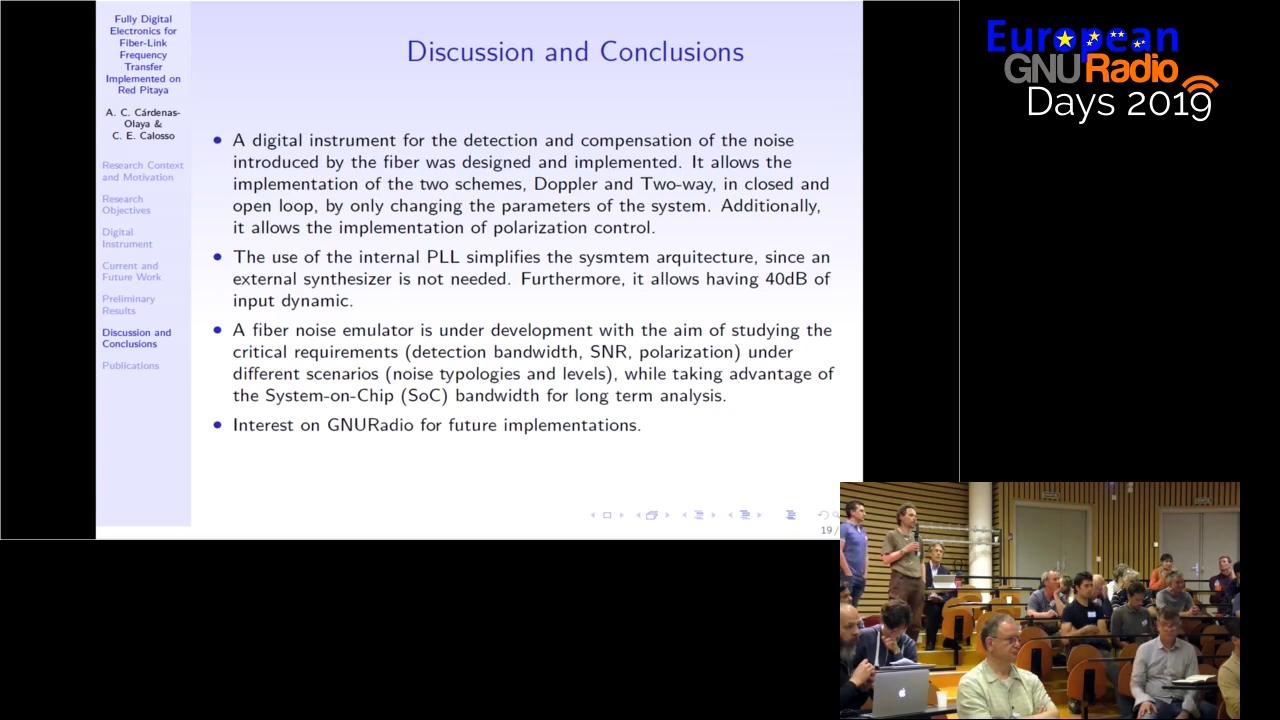 Fully Digital
Electronics for
Fiber-Link
Frequency
Transfer
Implemented on
Red Pitaya
A. C. Cárdenas-
Olaya &
C. E. Calosso
Research Context
and Motivation
Research
Objectives
Digital
Instrument
Current and
Future Work
Preliminary
Results
Discussion and
Conclusions
Publications
Discussion and Conclusions
A digital instrument for the detection and compensation of the noise
introduced by the fiber was designed and implemented. It allows the
implementation of the two schemes, Doppler and Two-way, in closed and
open loop, by only changing the parameters of the system. Additionally,
it allows the implementation of polarization control.
The use of the internal PLL simplifies the sysmtem arquitecture, since an
external synthesizer is not needed. Furthermore, it allows having 40dB of
input dynamic.
A fiber noise emulator is under development with the aim of studying the
critical requirements (detection bandwidth, SNR, polarization) under
different scenarios (noise typologies and levels), while taking advantage of
the System-on-Chip (SoC) bandwidth for long term analysis.
Interest on GNURadio for future implementations.
19 /
European
GNURadio
Days 2019